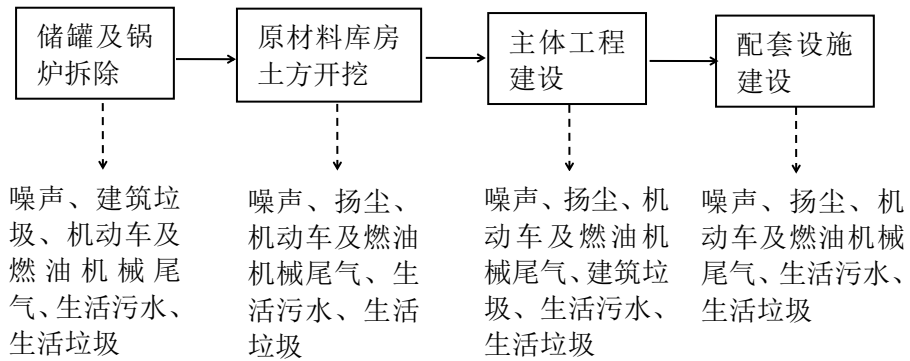 储罐及锅
炉拆除
原材料库房
土方开挖
主体工程
建设
配套设施
建设
噪声、建筑垃
圾、机动车及
燃油机械尾
气、生活污水、
生活垃圾
噪声、扬尘、
机动车及燃油
机械尾气、生
活污水、生活
垃圾
噪声、扬尘、机
动车及燃油机
械尾气、建筑垃
圾、生活污水、
生活垃圾
噪声、扬尘、机
动车及燃油机械
尾气、生活污水、
生活垃圾